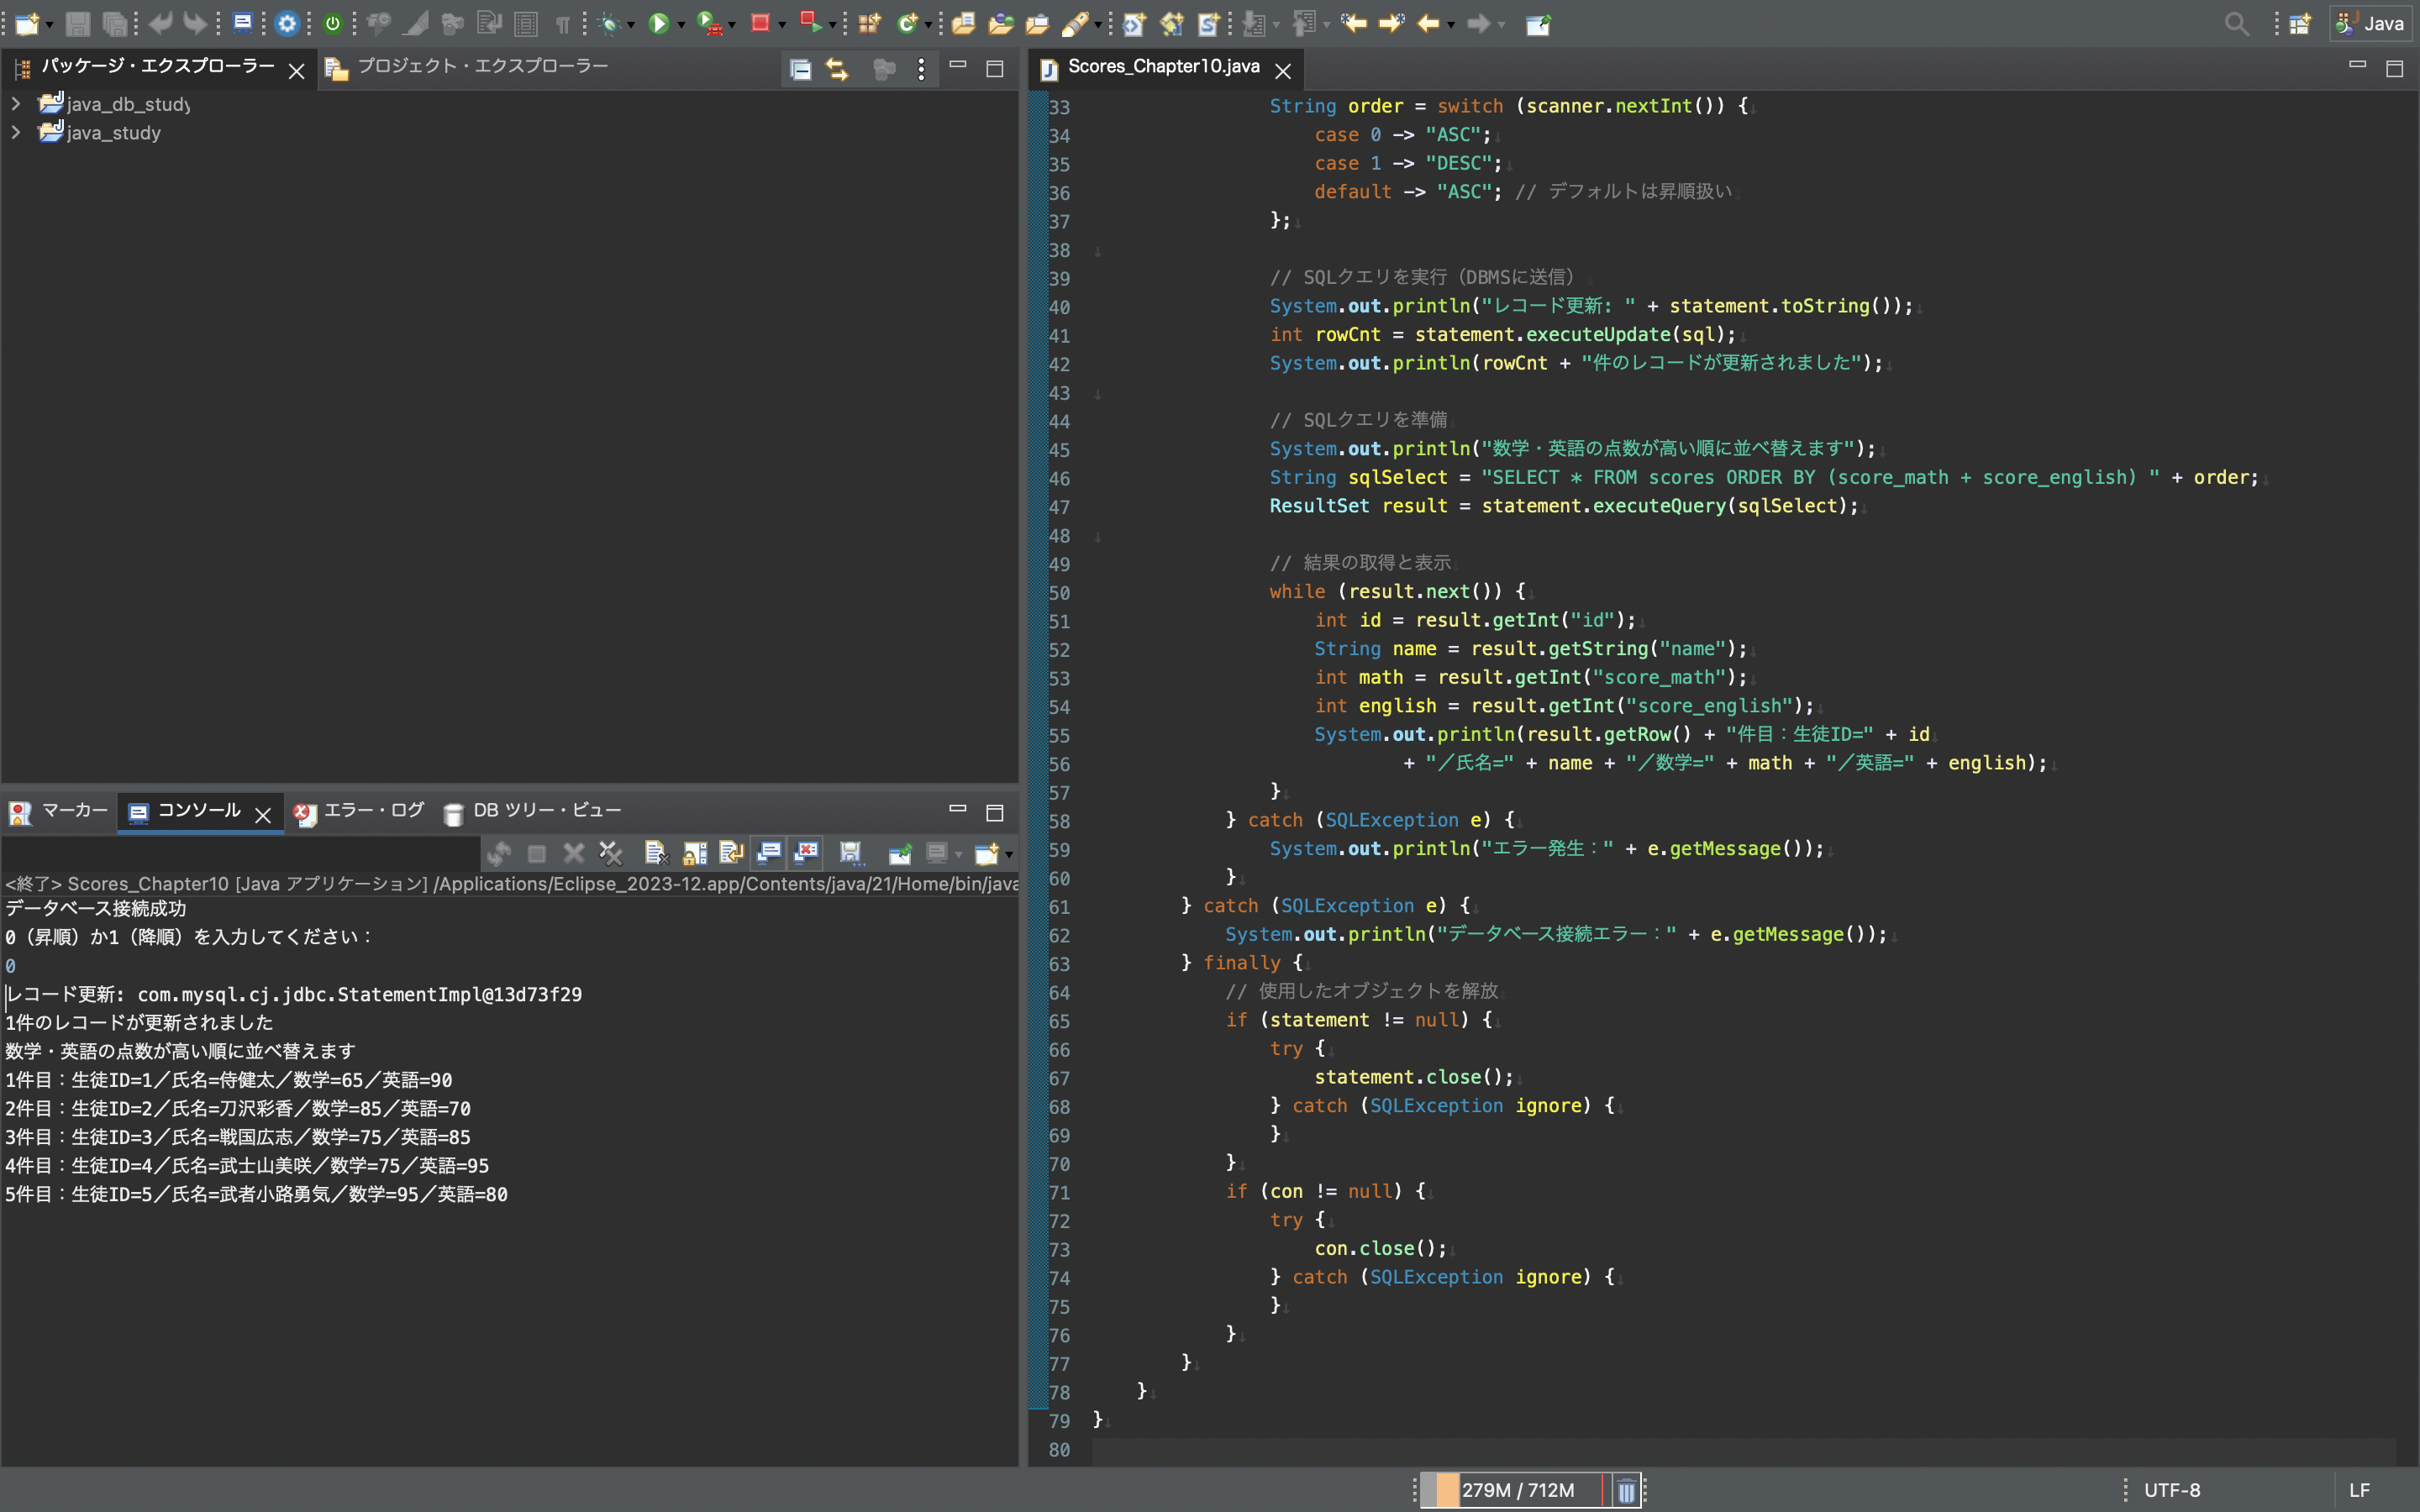 Java
パッケージ・エクスプローラー
プロジェクト・エクスプローラー
java_db_study
java_study
マーカー
コンソール
エラー・ログ
DB ツリー・ビュー
<終了> Scores_Chapter10 [Java アプリケーション] /Applications/Eclipse_2023-12.app/Contents/java/21/Home/bin/java
データベース接続成功
0（昇順）か1（降順）を入力してください：
0
レコード更新: com.mysql.cj.jdbc.StatementImpl@13d73f29
1件のレコードが更新されました
数学・英語の点数が高い順に並べ替えます
1件目：生徒ID=1／氏名=侍健太／数学=65／英語=90
2件目：生徒ID=2／氏名=刀沢彩香／数学=85／英語=70
3件目：生徒ID=3／氏名=戦国広志／数学=75／英語=85
4件目：生徒ID=4／氏名=武士山美咲／数学=75／英語=95
5件目：生徒ID=5／氏名=武者小路勇気／数学=95／英語=80
Scores_Chapter10.java
33 String order = switch (scanner.nextInt()) {
34 case 0 -> "ASC";
35 case 1 -> "DESC";
36 default -> "ASC"; // デフォルトは昇順扱い
37 };
38
39 // SQLクエリを実行（DBMSに送信）
40 System.out.println("レコード更新: " + statement.toString());
41 int rowCnt = statement.executeUpdate(sql);
42 System.out.println(rowCnt + "件のレコードが更新されました");
43
44 // SQLクエリを準備
45 System.out.println("数学・英語の点数が高い順に並べ替えます");
46 String sqlSelect = "SELECT * FROM scores ORDER BY (score_math + score_english) " + order;
47 ResultSet result = statement.executeQuery(sqlSelect);
48
49 // 結果の取得と表示
50 while (result.next()) {
51 int id = result.getInt("id");
52 String name = result.getString("name");
53 int math = result.getInt("score_math");
54 int english = result.getInt("score_english");
55 System.out.println(result.getRow() + "件目：生徒ID=" + id
56 + "／氏名=" + name + "／数学=" + math + "／英語=" + english);
57 }
58 } catch (SQLException e) {
59 System.out.println("エラー発生：" + e.getMessage());
60 }
61 } catch (SQLException e) {
62 System.out.println("データベース接続エラー：" + e.getMessage());
63 } finally {
64 // 使用したオブジェクトを解放
65 if (statement != null) {
66 try {
67 statement.close();
68 } catch (SQLException ignore) {
69 }
70 }
71 if (con != null) {
72 try {
73 con.close();
74 } catch (SQLException ignore) {
75 }
76 }
77 }
78 }
79 }
80
279M / 712M
UTF-8
LF